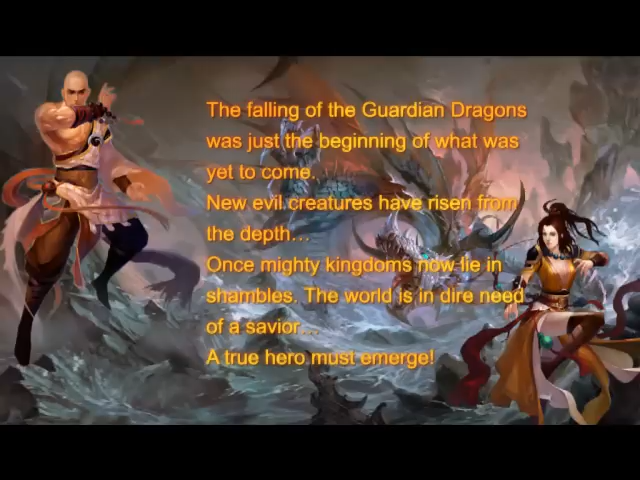 The falling of the Guardian Dragons
was just the beginning of what was
yet to come.
New evil creatures have risen from
the depth...
Once mighty kingdoms now lie in
shambles. The world is in dire need
of a savior...
A true hero must emerge!